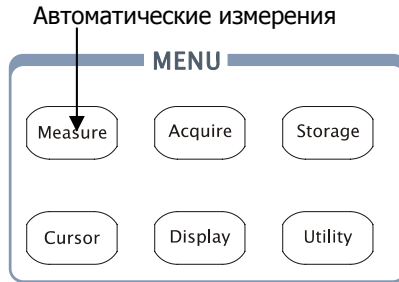 Автоматические измерения
MENU
Measure Acquire Storage
Cursor Display Utility